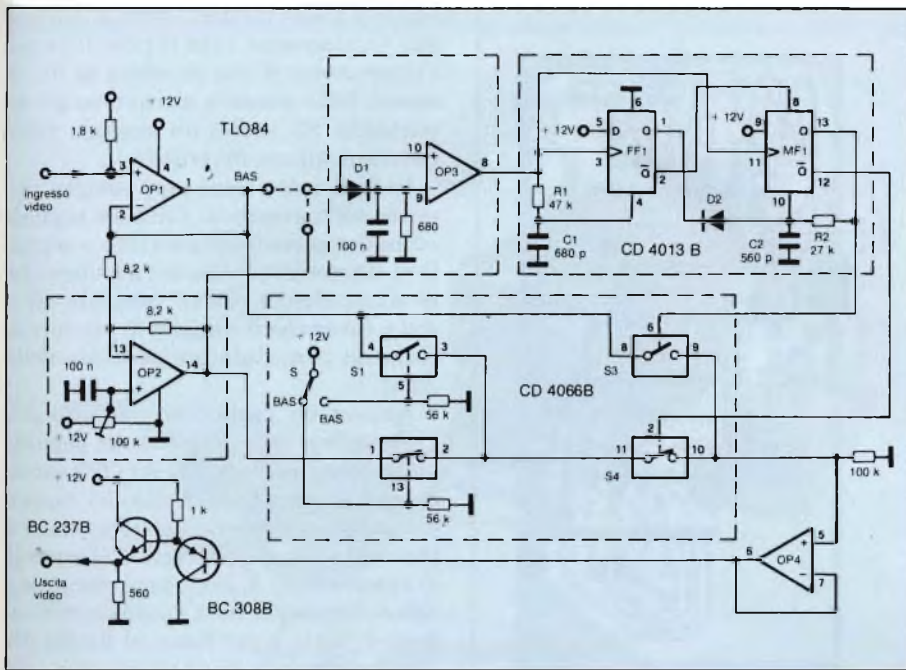 + 12V
1,8 k
+ 12V
TLO84
3
+
4
OP1
1
2
−
Ingresso
video
BAS
8,2 k
D1
100 n
680
10
+
OP3
8
9
−
R1
47 k
C1
680 p
+ 12V
6
5
D
Q
1
FF1
3
Q
2
4
D2
CD 4013 B
+ 12V
8
9
D
Q
13
MF1
11
Q
12
10
C2
560 p
R2
27 k
8,2 k
100 n
13
−
OP2
14
+
12V
100 k
+ 12V
S
BAS
BAS
S1
4
3
5
56 k
1
2
13
56 k
CD 4066B
S3
6
8
9
S4
2
11
10
100 k
+
5
OP4
6
−
7
+ 12V
BC 237B
1 k
Uscita
video
560
BC 308B